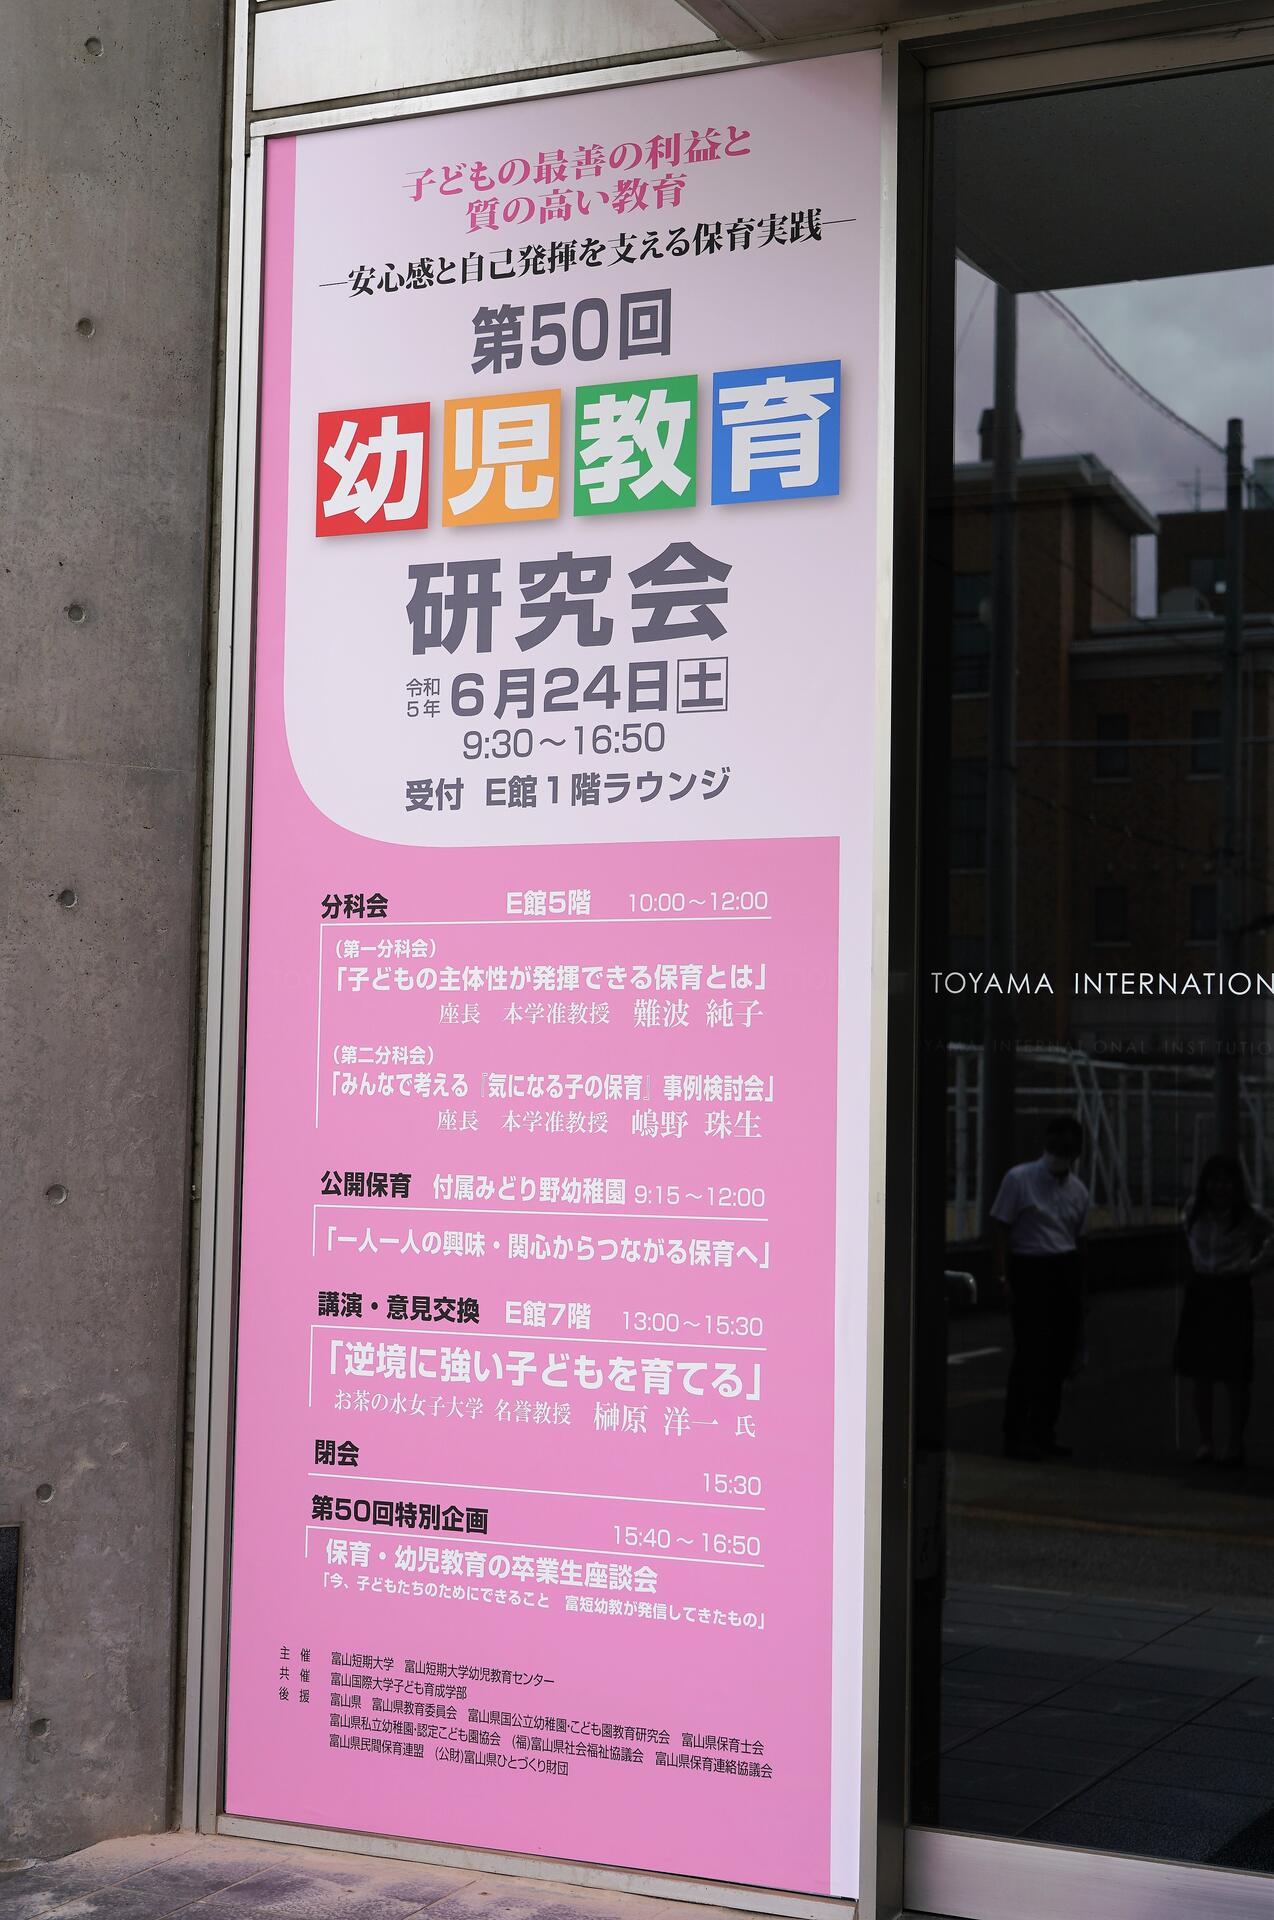 子どもの最善の利益と
質の高い教育
―安心感と自己発揮を支える保育実践―
第50回
幼児教育
研究会
令和5年 6月24日 土
9:30～16:50
受付 E館1階ラウンジ
分科会 E館5階 10:00～12:00
(第一分科会)
「子どもの主体性が発揮できる保育とは」
座長 本学准教授 難波 純子
(第二分科会)
「みんなで考える『気になる子の保育』事例検討会」
座長 本学准教授 嶋野 珠生
公開保育 付属みどり野幼稚園 9:15～12:00
「一人一人の興味・関心からつながる保育へ」
講演・意見交換 E館7階 13:00～15:30
「逆境に強い子どもを育てる」
お茶の水女子大学 名誉教授 榊原 洋一 氏
閉会 15:30
第50回特別企画 15:40～16:50
保育・幼児教育の卒業生座談会
「今、子どもたちのためにできること 富短幼教が発信してきたもの」
主催 富山短期大学 富山短期大学幼児教育センター
共催 富山国際大学子ども育成学部
後援 富山県 富山県教育委員会 富山県国公立幼稚園・こども園教育研究会 富山県保育士会
富山県私立幼稚園・認定こども園協会 (福)富山県社会福祉協議会 富山県保育連絡協議会
富山県民間保育連盟 (公財)富山県ひとづくり財団
TOYAMA INTERNATION